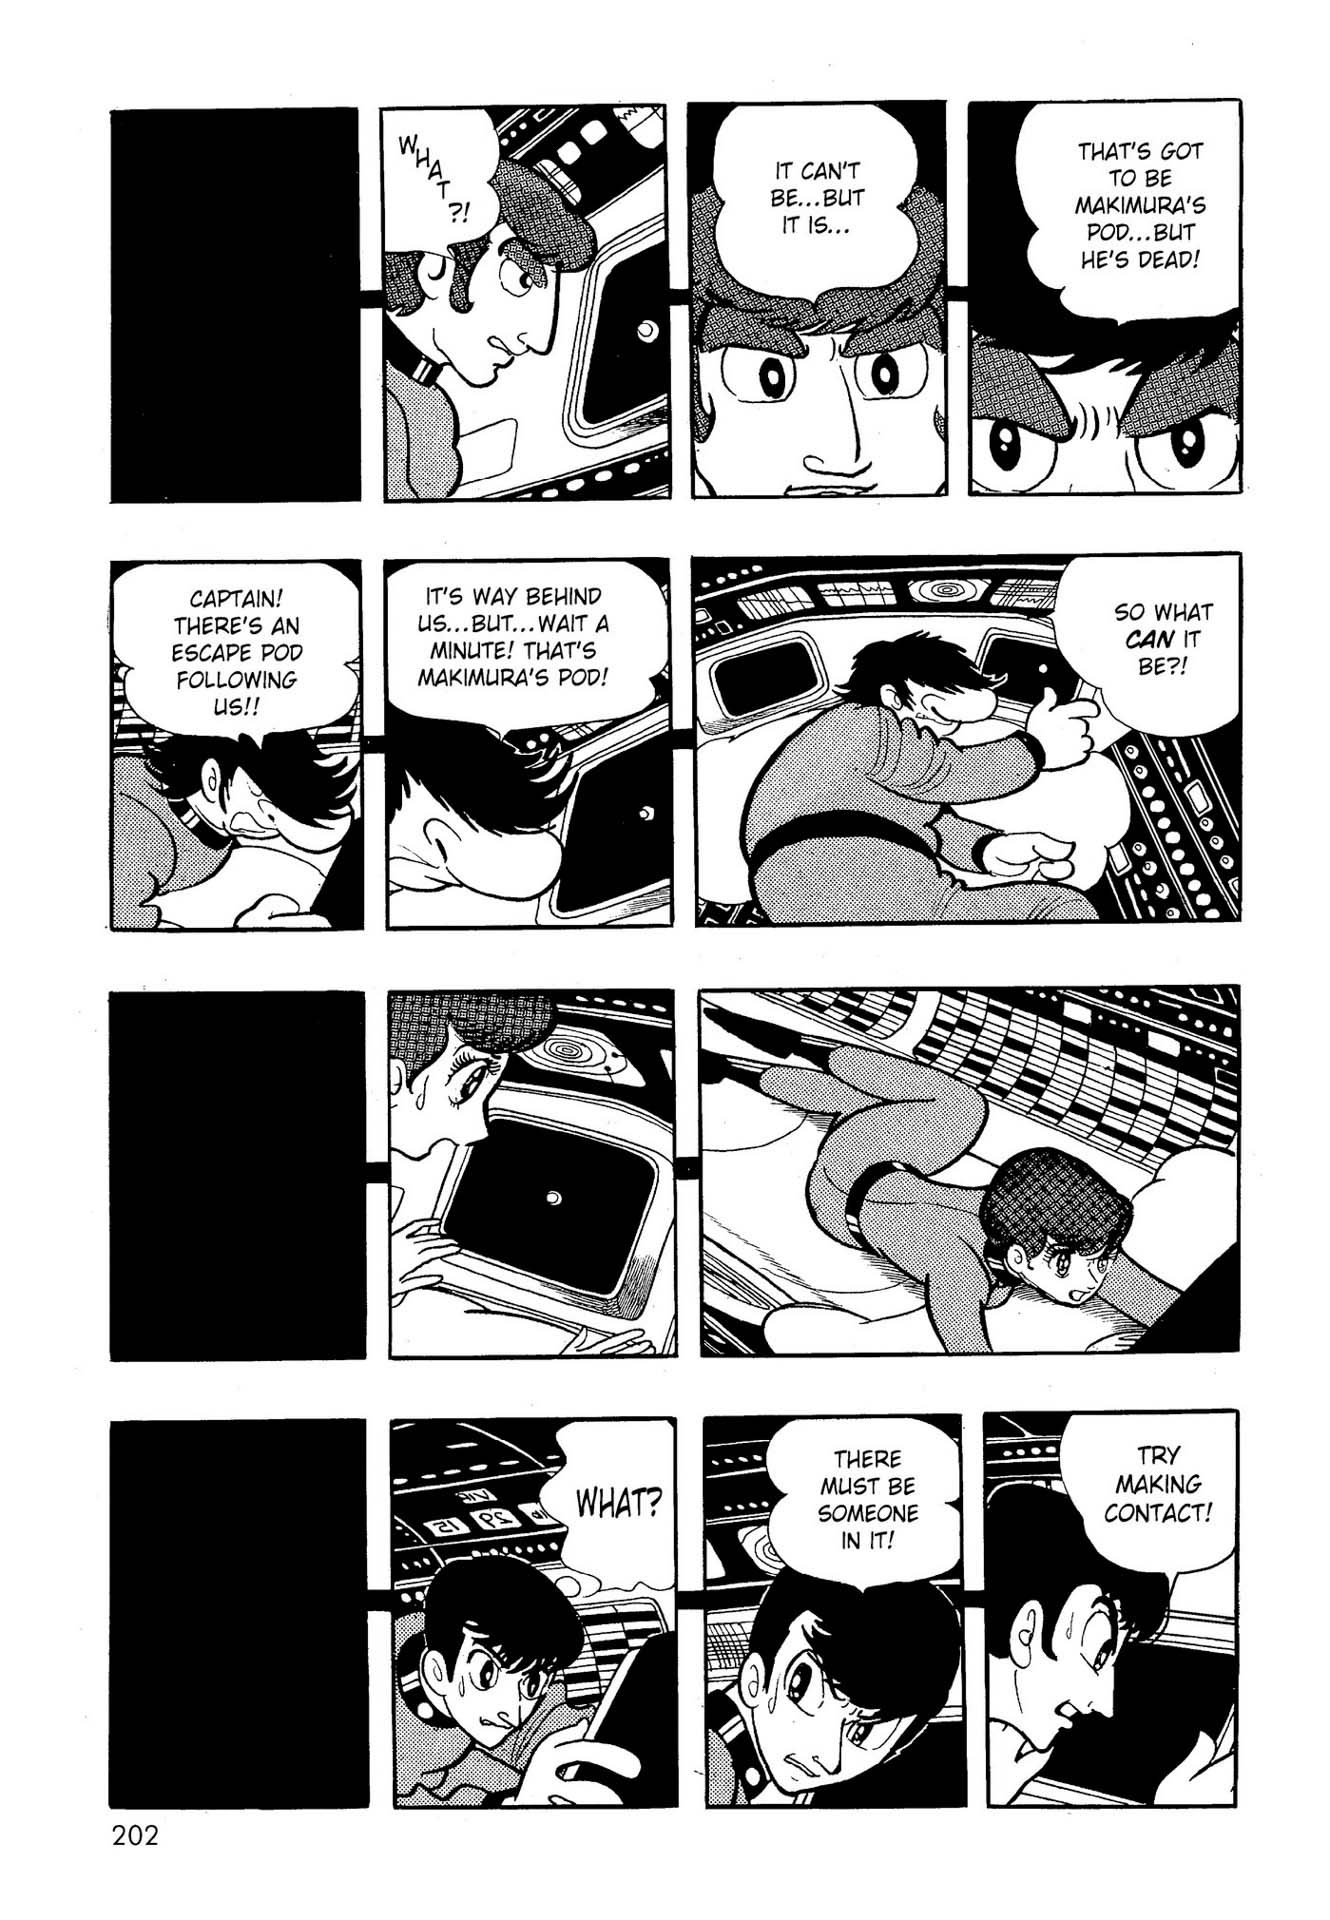 WHAT?!
IT CAN'T
BE...BUT
IT IS...
THAT'S GOT
TO BE
MAKIMURA'S
POD...BUT
HE'S DEAD!
CAPTAIN!
THERE'S AN
ESCAPE POD
FOLLOWING
US!!
IT'S WAY BEHIND
US...BUT...WAIT A
MINUTE! THAT'S
MAKIMURA'S POD!
SO WHAT
CAN IT
BE?!
WHAT?
THERE
MUST BE
SOMEONE
IN IT!
TRY
MAKING
CONTACT!
202